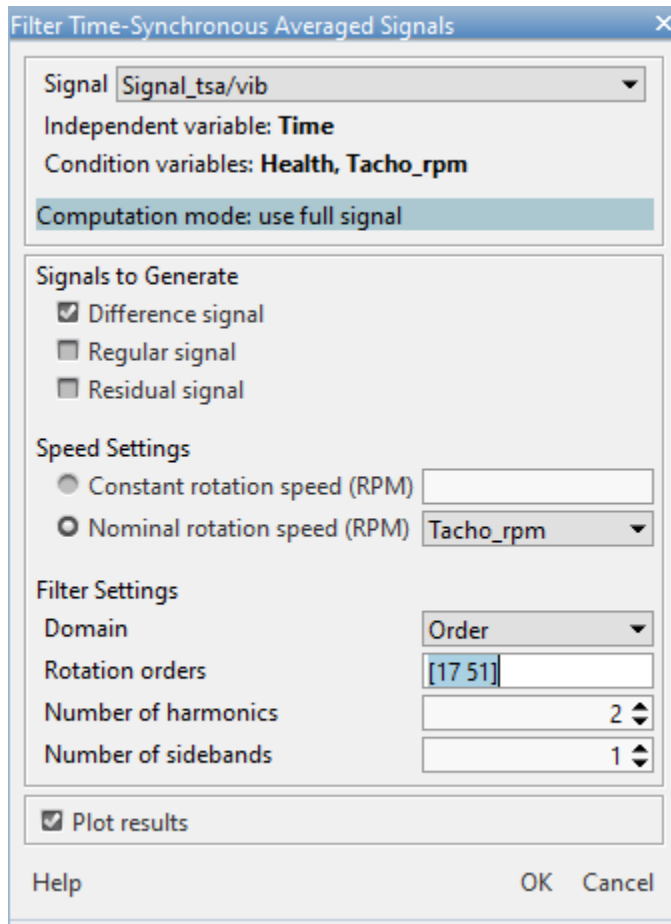 Filter Time-Synchronous Averaged Signals
Signal Signal_tsa/vib
Independent variable: Time
Condition variables: Health, Tacho_rpm
Computation mode: use full signal
Signals to Generate
Difference signal
Regular signal
Residual signal
Speed Settings
Constant rotation speed (RPM)
Nominal rotation speed (RPM) Tacho_rpm
Filter Settings
Domain Order
Rotation orders [17 51]
Number of harmonics 2
Number of sidebands 1
Plot results
Help OK Cancel